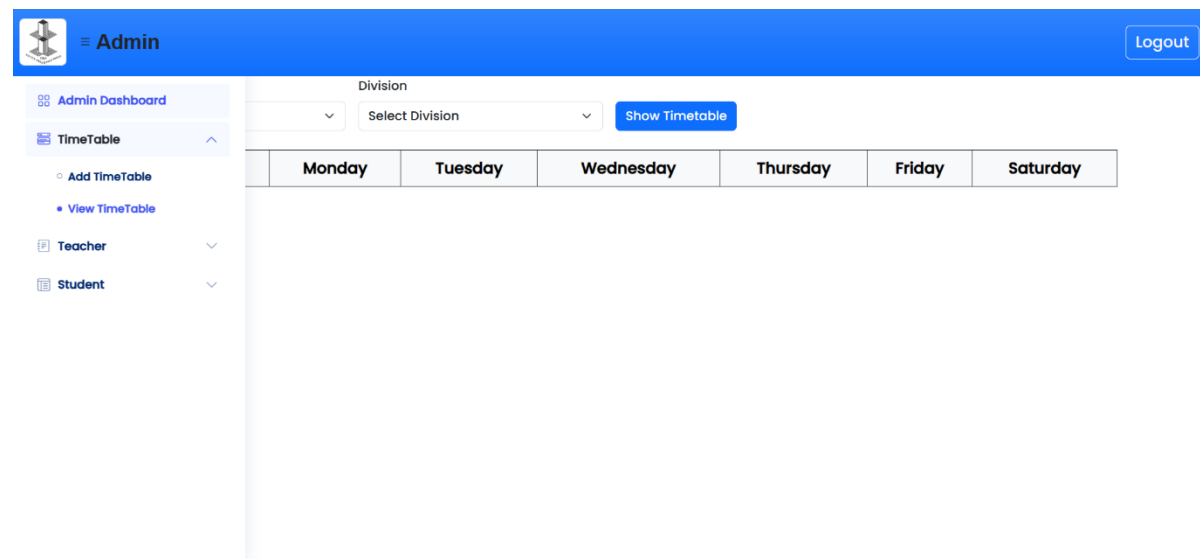 ≡ Admin
Logout
Admin Dashboard
TimeTable
Add TimeTable
View TimeTable
Teacher
Student
Division
Select Division
Show Timetable
Monday Tuesday Wednesday Thursday Friday Saturday